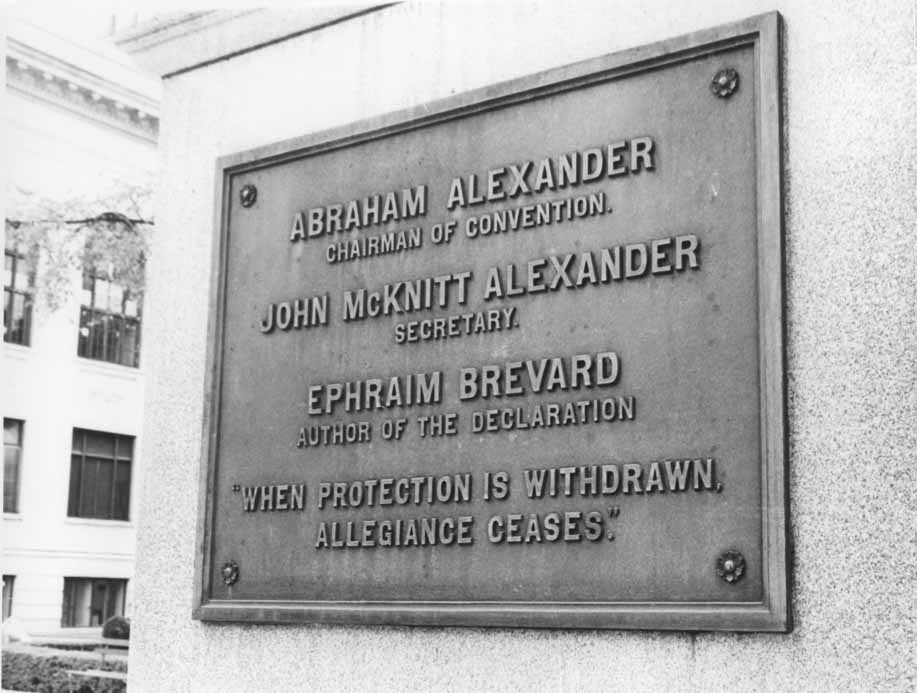 ABRAHAM ALEXANDER
CHAIRMAN OF CONVENTION.
JOHN McKNITT ALEXANDER
SECRETARY.
EPHRAIM BREVARD
AUTHOR OF THE DECLARATION
"WHEN PROTECTION IS WITHDRAWN,
ALLEGIANCE CEASES."